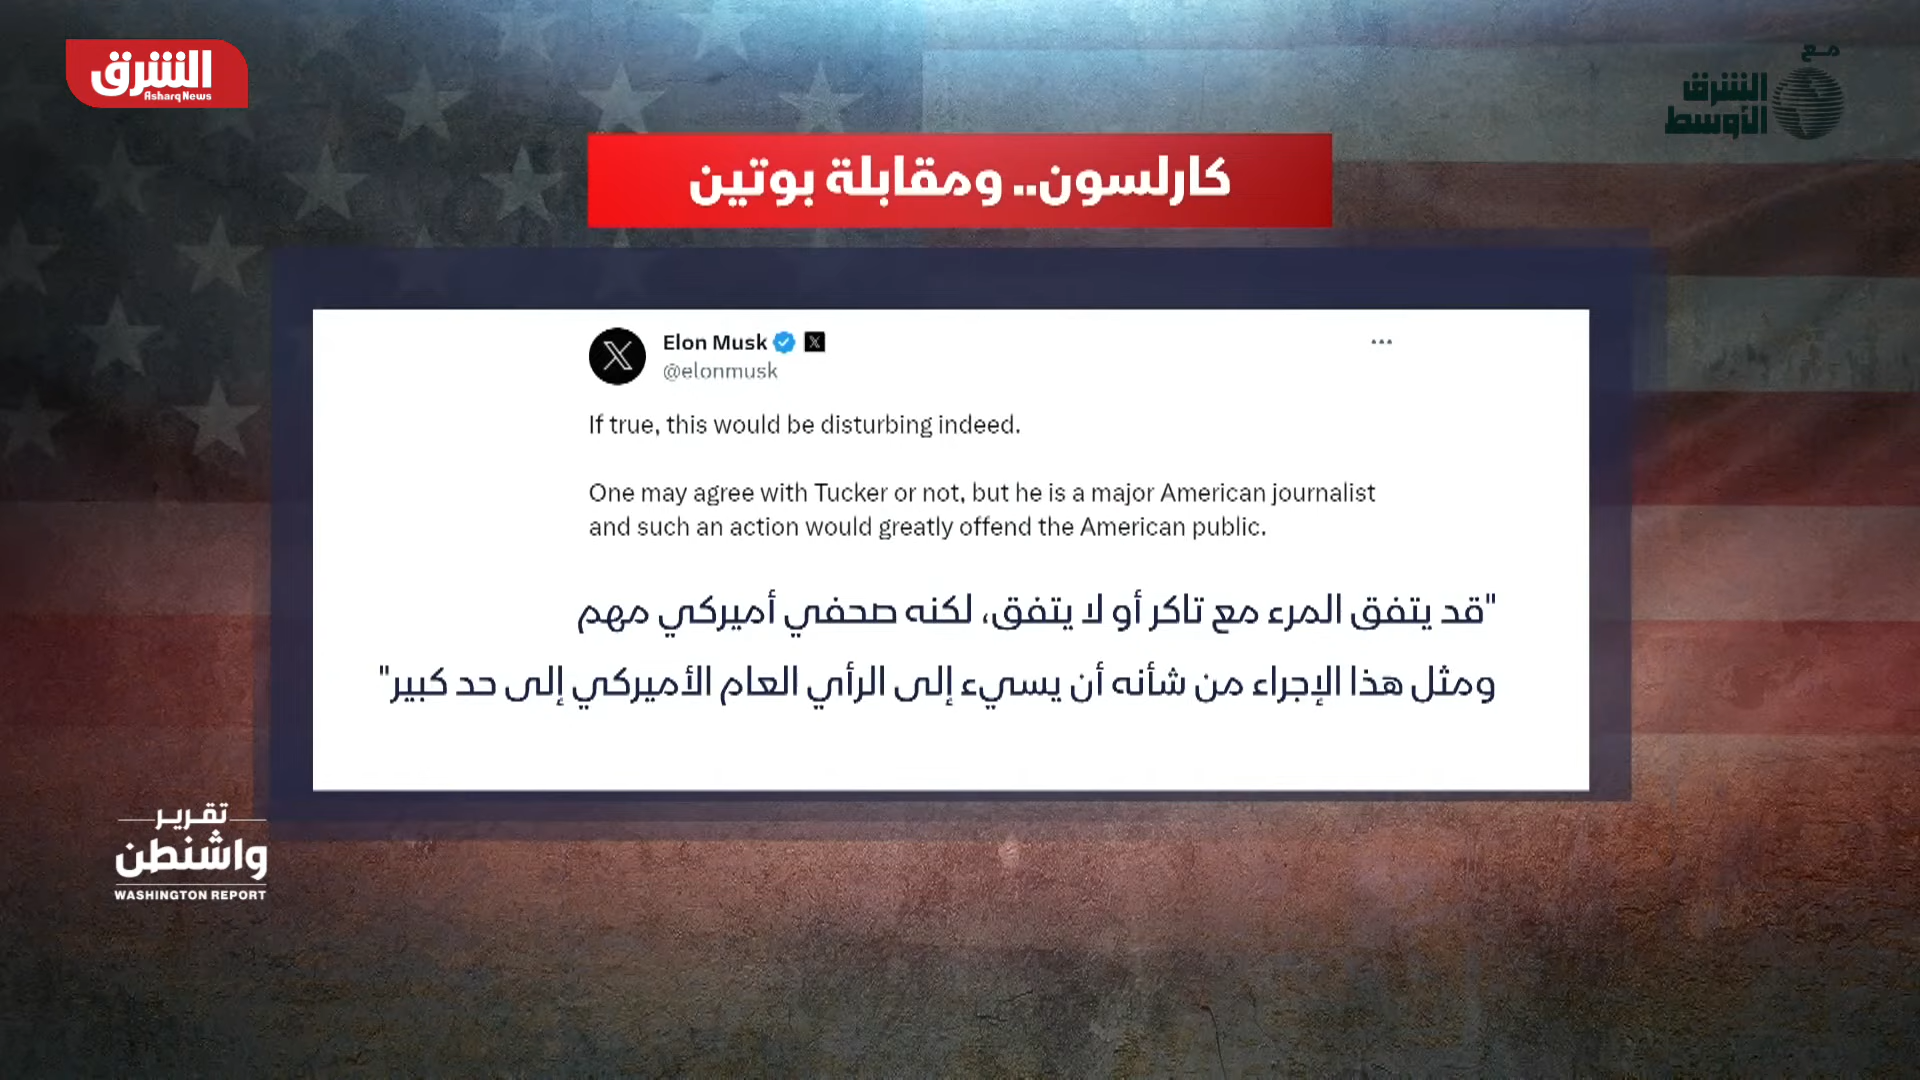 الشرق
Asharq News
مع
الشرق
الأوسط
كارلسون.. ومقابلة بوتين
Elon Musk
@elonmusk
If true, this would be disturbing indeed.
One may agree with Tucker or not, but he is a major American journalist
and such an action would greatly offend the American public.
"قد يتفق المرء مع تاكر أو لا يتفق، لكنه صحفي أميركي مهم
ومثل هذا الإجراء من شأنه أن يسيء إلى الرأي العام الأميركي إلى حد كبير"
تقرير
واشنطن
WASHINGTON REPORT